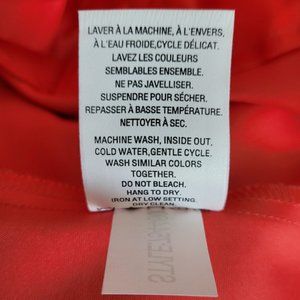 LAVER À LA MACHINE, À L'ENVERS,
À L'EAU FROIDE,CYCLE DÉLICAT.
LAVEZ LES COULEURS
SEMBLABLES ENSEMBLE.
NE PAS JAVELLISER.
SUSPENDRE POUR SÉCHER.
REPASSER À BASSE TEMPÉRATURE.
NETTOYER À SEC.
MACHINE WASH, INSIDE OUT.
COLD WATER,GENTLE CYCLE.
WASH SIMILAR COLORS
TOGETHER.
DO NOT BLEACH.
HANG TO DRY.
IRON AT LOW SETTING.
DRY CLEAN.